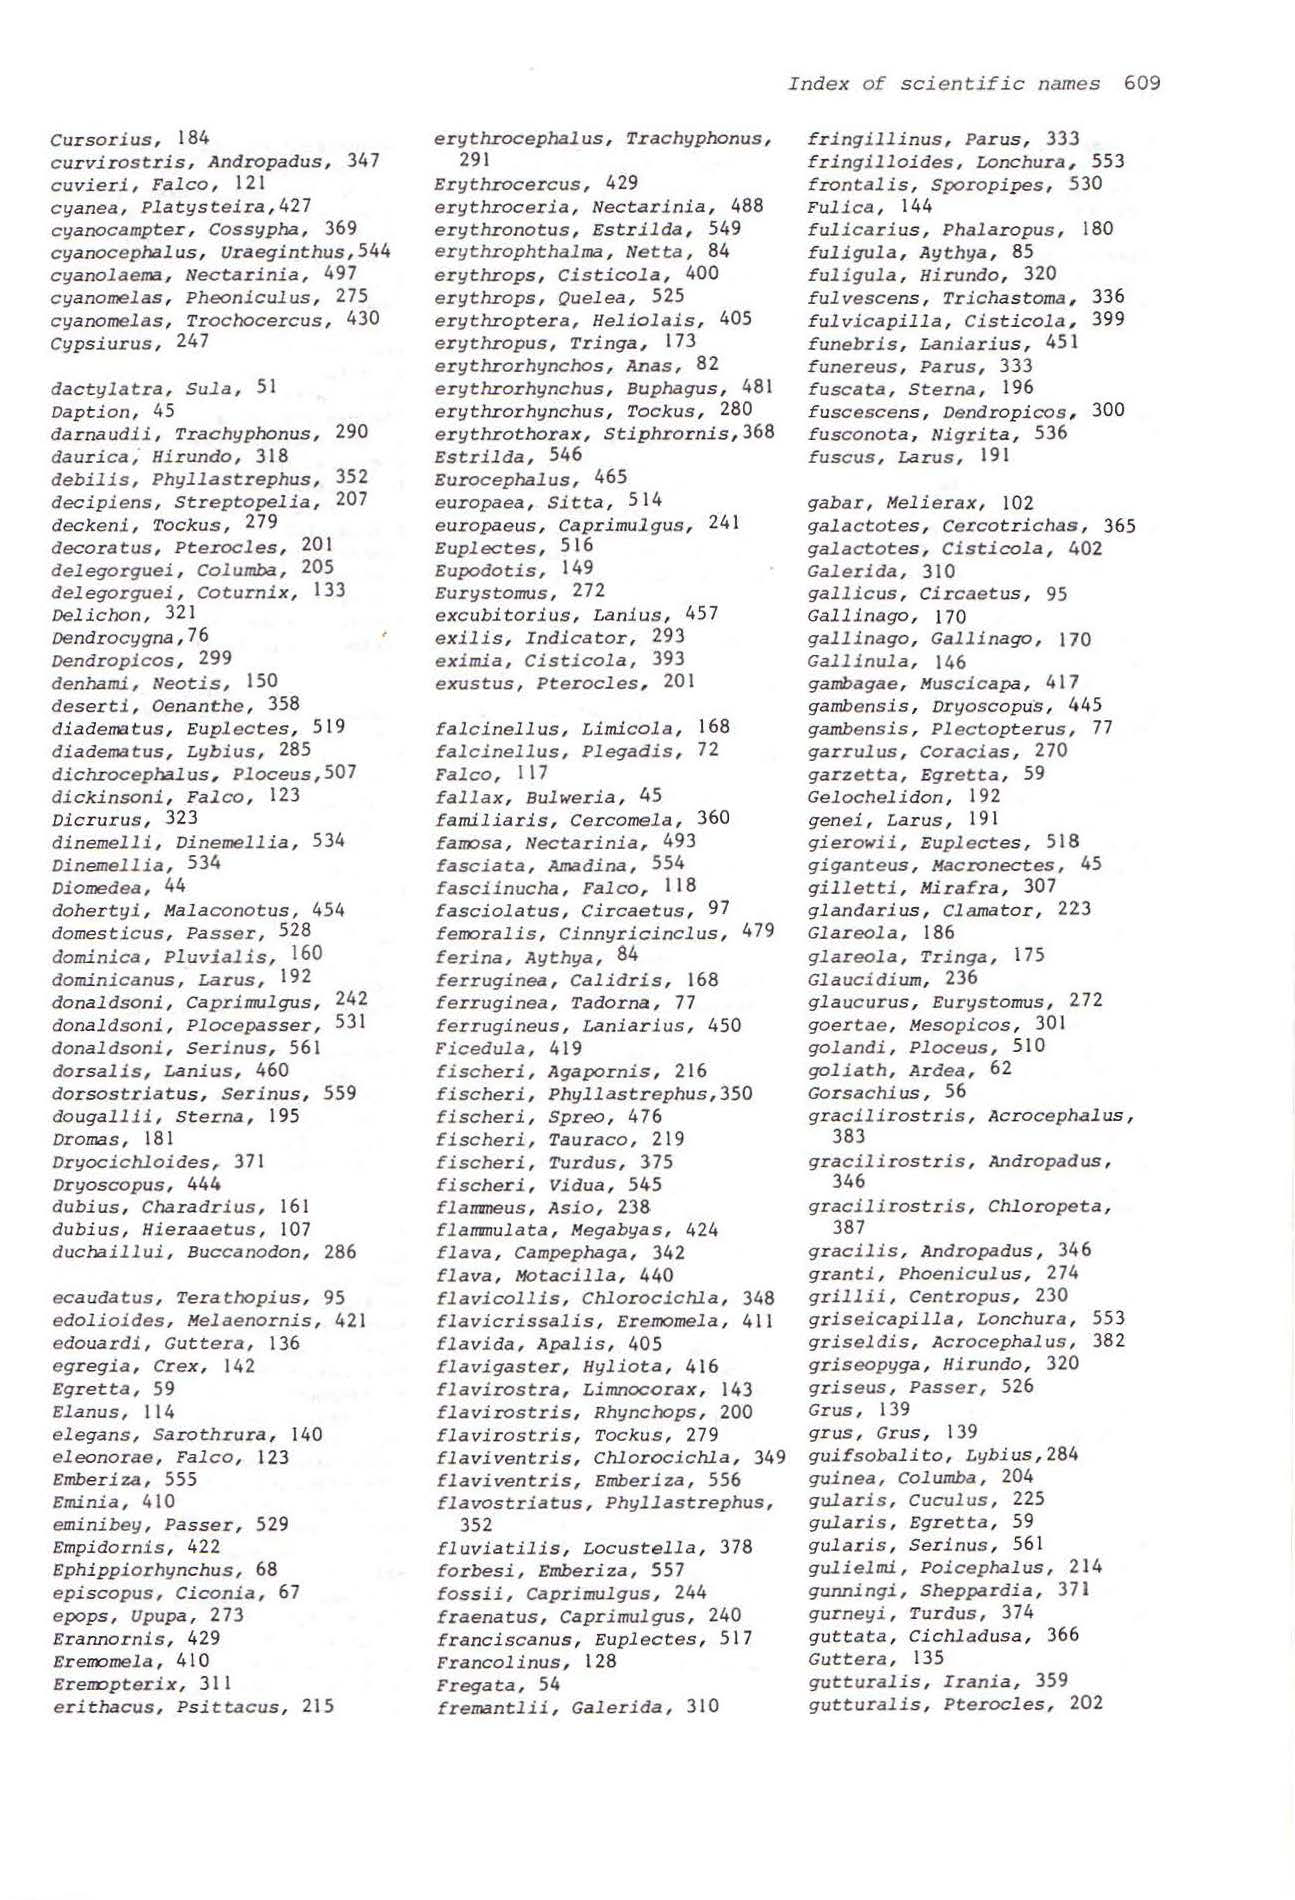 Index of scientific names 609
Cursorius, 184
curvirostris, Andropadus, 347
cuvieri, Falco, 121
cyanea, Platysteira,427
cyanocampter, Cossypha, 369
cyanocephalus, Uraeginthus,544
cyanolaema, Nectarinia, 497
cyanomelas, Pheoniculus, 275
cyanomelas, Trochocercus, 430
Cypsiurus, 247
dactylatra, Sula, 51
Daption, 45
darnaudii, Trachyphonus, 290
daurica, Hirundo, 318
debilis, Phyllastrephus, 352
decipiens, Streptopelia, 207
deckeni, Tockus, 279
decoratus, Pterocles, 201
delegorguei, Columba, 205
delegorguei, Coturnix, 133
Delichon, 321
Dendrocygna,76
Dendropicos, 299
denhami, Neotis, 150
deserti, Oenanthe, 358
diadematus, Euplectes, 519
diadematus, Lybius, 285
dichrocephalus, Ploceus,507
dickinsoni, Falco, 123
Dicrurus, 323
dinemelli, Dinemellia, 534
Dinemellia, 534
Diomedea, 44
dohertyi, Malaconotus, 454
domesticus, Passer, 528
dominica, Pluvialis, 160
dominicanus, Larus, 192
donaldsoni, Caprimulgus, 242
donaldsoni, Plocepasser, 531
donaldsoni, Serinus, 561
dorsalis, Lanius, 460
dorsostriatus, Serinus, 559
dougallii, Sterna, 195
Dromas, 181
Dryocichloides, 371
Dryoscopus, 444
dubius, Charadrius, 161
dubius, Hieraaetus, 107
duchaillui, Buccanodon, 286
ecaudatus, Terathopius, 95
edolioides, Melaenornis, 421
edouardi, Guttera, 136
egregia, Crex, 142
Egretta, 59
Elanus, 114
elegans, Sarothrura, 140
eleonorae, Falco, 123
Emberiza, 555
Eminia, 410
eminibey, Passer, 529
Empidornis, 422
Ephippiorhynchus, 68
episcopus, Ciconia, 67
epops, Upupa, 273
Erannornis, 429
Eremomela, 410
Eremopterix, 311
erithacus, Psittacus, 215
erythrocephalus, Trachyphonus,
291
Erythrocercus, 429
erythroceria, Nectarinia, 488
erythronotus, Estrilda, 549
erythrophthalma, Netta, 84
erythrops, Cisticola, 400
erythrops, Quelea, 525
erythroptera, Heliolais, 405
erythropus, Tringa, 173
erythrorhynchos, Anas, 82
erythrorhynchus, Buphagus, 481
erythrorhynchus, Tockus, 280
erythrothorax, Stiphrornis,368
Estrilda, 546
Eurocephalus, 465
europaea, Sitta, 514
europaeus, Caprimulgus, 241
Euplectes, 516
Eupodotis, 149
Eurystomus, 272
excubitorius, Lanius, 457
exilis, Indicator, 293
eximia, Cisticola, 393
exustus, Pterocles, 201
falcinellus, Limicola, 168
falcinellus, Plegadis, 72
Falco, 117
fallax, Bulweria, 45
familiaris, Cercomela, 360
famosa, Nectarinia, 493
fasciata, Amadina, 554
fasciinucha, Falco, 118
fasciolatus, Circaetus, 97
femoralis, Cinnyricinclus, 479
ferina, Aythya, 84
ferruginea, Calidris, 168
ferruginea, Tadorna, 77
ferrugineus, Laniarius, 450
Ficedula, 419
fischeri, Agapornis, 216
fischeri, Phyllastrephus,350
fischeri, Spreo, 476
fischeri, Tauraco, 219
fischeri, Turdus, 375
fischeri, Vidua, 545
flammeus, Asio, 238
flammulata, Megabyas, 424
flava, Campephaga, 342
flava, Motacilla, 440
flavicollis, Chlorocichla, 348
flavicrissalis, Eremomela, 411
flavida, Apalis, 405
flavigaster, Hyliota, 416
flavirostra, Limnocorax, 143
flavirostris, Rhynchops, 200
flavirostris, Tockus, 279
flaviventris, Chlorocichla, 349
flaviventris, Emberiza, 556
flavostriatus, Phyllastrephus,
352
fluviatilis, Locustella, 378
forbesi, Emberiza, 557
fossii, Caprimulgus, 244
fraenatus, Caprimulgus, 240
franciscanus, Euplectes, 517
Francolinus, 128
Fregata, 54
fremantlii, Galerida, 310
fringillinus, Parus, 333
fringilloides, Lonchura, 553
frontalis, Sporopipes, 530
Fulica, 144
fulicarius, Phalaropus, 180
fuligula, Aythya, 85
fuligula, Hirundo, 320
fulvescens, Trichastoma, 336
fulvicapilla, Cisticola, 399
funebris, Laniarius, 451
funereus, Parus, 333
fuscata, Sterna, 196
fuscescens, Dendropicos, 300
fusconota, Nigrita, 536
fuscus, Larus, 191
gabar, Melierax, 102
galactotes, Cercotrichas, 365
galactotes, Cisticola, 402
Galerida, 310
gallicus, Circaetus, 95
Gallinago, 170
gallinago, Gallinago, 170
Gallinula, 146
gambagae, Muscicapa, 417
gambensis, Dryoscopus, 445
gambensis, Plectopterus, 77
garrulus, Coracias, 270
garzetta, Egretta, 59
Gelochelidon, 192
genei, Larus, 191
gierowii, Euplectes, 518
giganteus, Macronectes, 45
gilletti, Mirafra, 307
glandarius, Clamator, 223
Glareola, 186
glareola, Tringa, 175
Glaucidium, 236
glaucurus, Eurystomus, 272
goertae, Mesopicos, 301
golandi, Ploceus, 510
goliath, Ardea, 62
Gorsachius, 56
gracilirostris, Acrocephalus,
383
gracilirostris, Andropadus,
346
gracilirostris, Chloropeta,
387
gracilis, Andropadus, 346
granti, Phoeniculus, 274
grillii, Centropus, 230
griseicapilla, Lonchura, 553
griseldis, Acrocephalus, 382
griseopyga, Hirundo, 320
griseus, Passer, 526
Grus, 139
grus, Grus, 139
guifsobalito, Lybius,284
guinea, Columba, 204
gularis, Cuculus, 225
gularis, Egretta, 59
gularis, Serinus, 561
gulielmi, Poicephalus, 214
gunningi, Sheppardia, 371
gurneyi, Turdus, 374
guttata, Cichladusa, 366
Guttera, 135
gutturalis, Irania, 359
gutturalis, Pterocles, 202